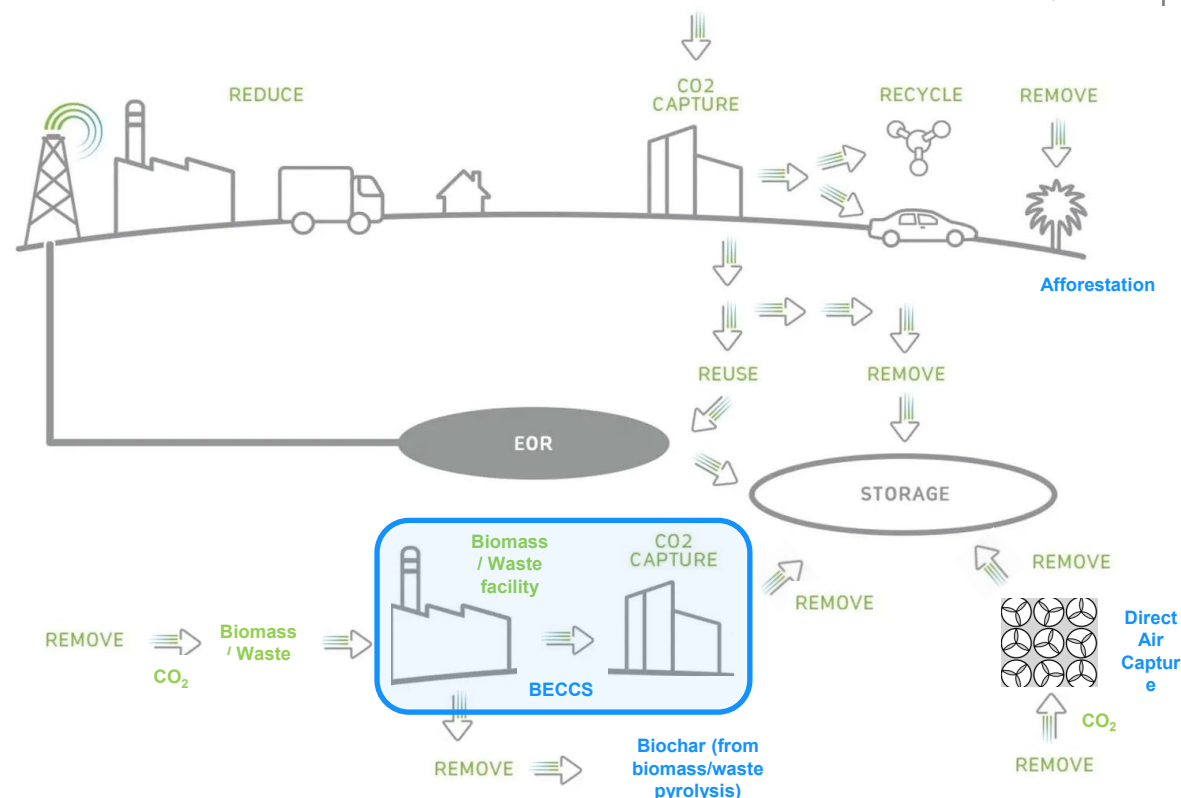 REDUCE
CO2
CAPTURE
RECYCLE
REMOVE
Afforestation
REUSE
REMOVE
EOR
STORAGE
Biomass
/ Waste
facility
CO2
CAPTURE
REMOVE
REMOVE
REMOVE
CO₂
Biomass
/ Waste
BECCS
Direct
Air
Captur
e
CO₂
REMOVE
REMOVE
Biochar (from
biomass/waste
pyrolysis)